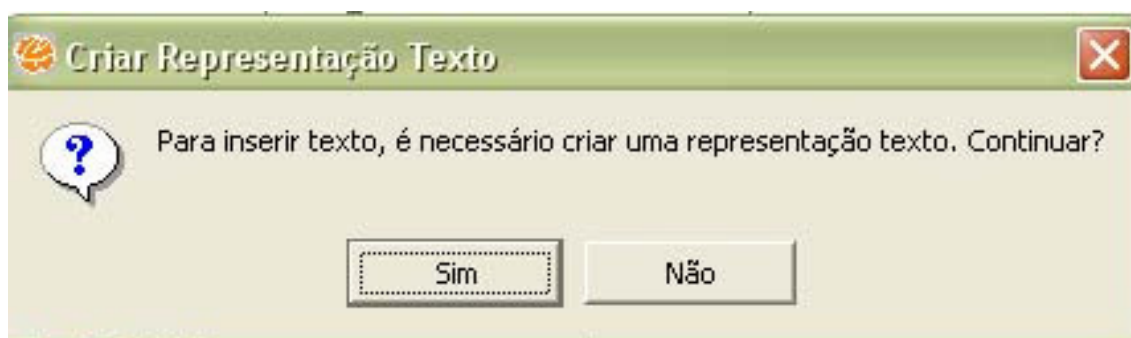 Criar Representação Texto
Para inserir texto, é necessário criar uma representação texto. Continuar?
Sim
Não